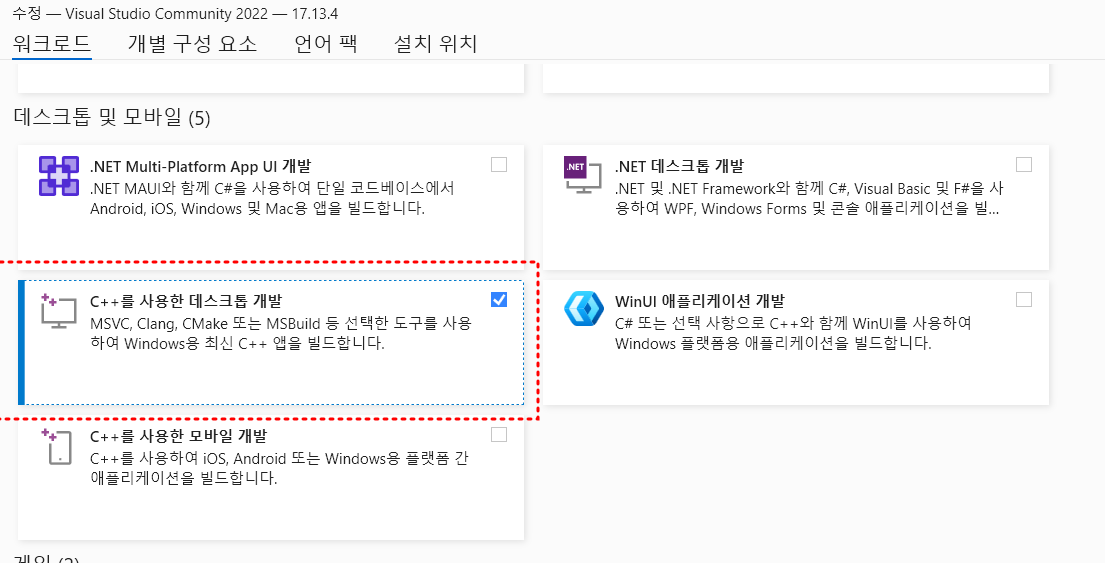 수정 — Visual Studio Community 2022 — 17.13.4
워크로드 개별 구성 요소 언어 팩 설치 위치
데스크톱 및 모바일 (5)
.NET Multi-Platform App UI 개발
.NET MAUI와 함께 C#을 사용하여 단일 코드베이스에서
Android, iOS, Windows 및 Mac용 앱을 빌드합니다.
.NET
.NET 데스크톱 개발
.NET 및 .NET Framework와 함께 C#, Visual Basic 및 F#을 사
용하여 WPF, Windows Forms 및 콘솔 애플리케이션을 빌...
C++를 사용한 데스크톱 개발
MSVC, Clang, CMake 또는 MSBuild 등 선택한 도구를 사용
하여 Windows용 최신 C++ 앱을 빌드합니다.
WinUI 애플리케이션 개발
C# 또는 선택 사항으로 C++와 함께 WinUI를 사용하여
Windows 플랫폼용 애플리케이션을 빌드합니다.
C++를 사용한 모바일 개발
C++를 사용하여 iOS, Android 또는 Windows용 플랫폼 간
애플리케이션을 빌드합니다.